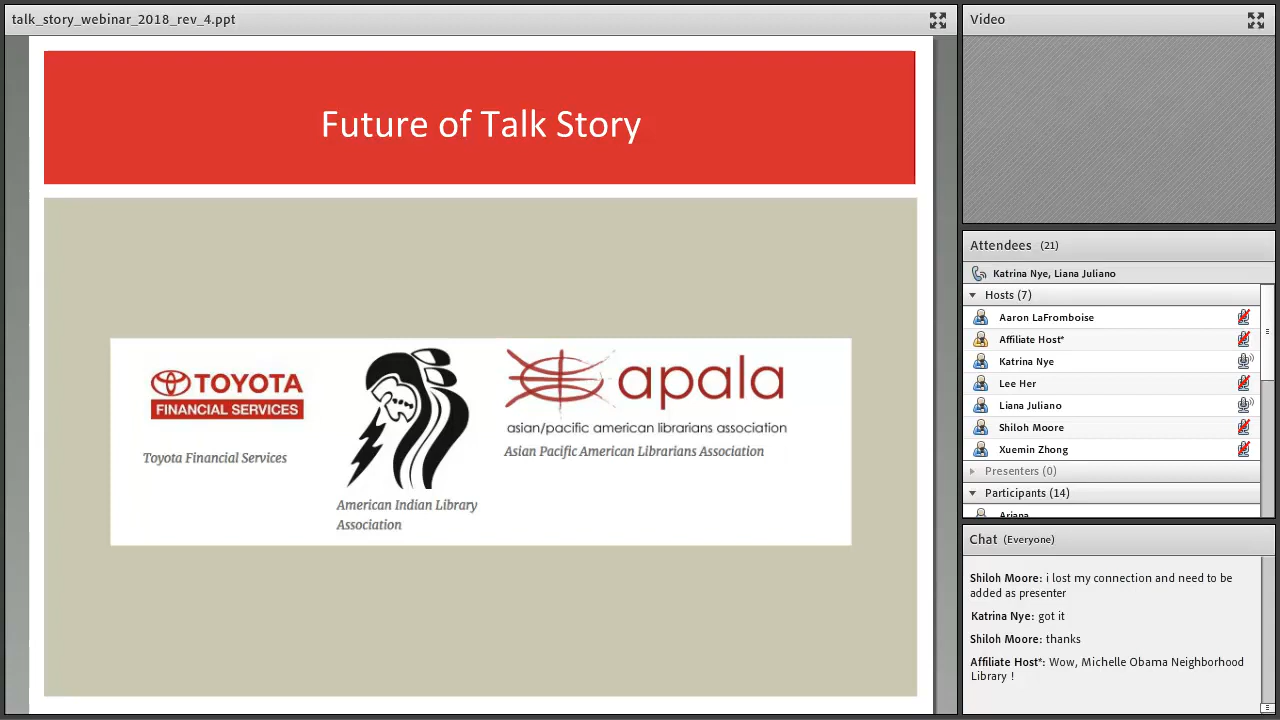 talk_story_webinar_2018_rev_4.ppt
Future of Talk Story
TOYOTA
FINANCIAL SERVICES
Toyota Financial Services
American Indian Library
Association
apala
asian/pacific american librarians association
Asian Pacific American Librarians Association
Video
Attendees (21)
Katrina Nye, Liana Juliano
Hosts (7)
Aaron LaFromboise
Affiliate Host*
Katrina Nye
Lee Her
Liana Juliano
Shiloh Moore
Xuemin Zhong
Presenters (0)
Participants (14)
Ariana
Chat (Everyone)
Shiloh Moore: i lost my connection and need to be
added as presenter
Katrina Nye: got it
Shiloh Moore: thanks
Affiliate Host*: Wow, Michelle Obama Neighborhood
Library !